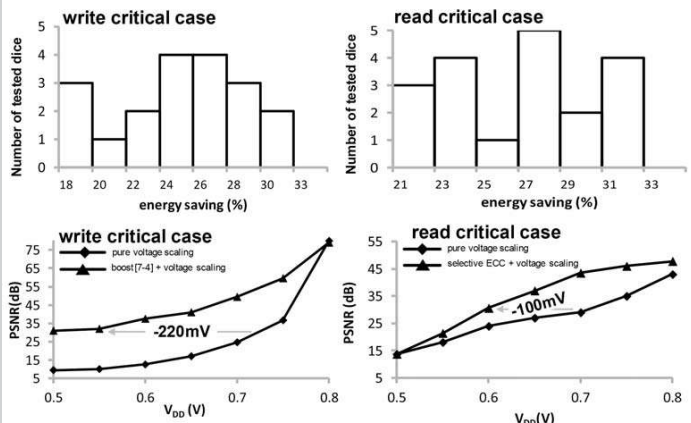 write critical case
Number of tested dice
5
4
3
2
1
0
18 20 22 24 26 28 30 33
energy saving (%)
read critical case
Number of tested dice
5
4
3
2
1
0
21 23 25 27 29 31 33
energy saving (%)
write critical case
pure voltage scaling
boost[7-4] + voltage scaling
PSNR(dB)
75
65
55
45
35
25
15
5
-220mV
0.5 0.6 0.7 0.8
VDD (V)
read critical case
pure voltage scaling
selective ECC + voltage scaling
PSNR(dB)
55
45
35
25
15
5
-100mV
0.5 0.6 0.7 0.8
VDD(V)